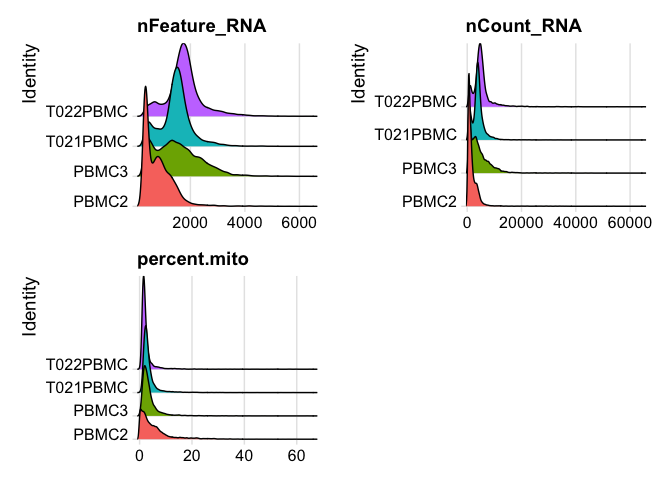 nFeature_RNA
Identity
T022PBMC
T021PBMC
PBMC3
PBMC2
2000 4000 6000
nCount_RNA
Identity
T022PBMC
T021PBMC
PBMC3
PBMC2
0 20000 40000 60000
percent.mito
Identity
T022PBMC
T021PBMC
PBMC3
PBMC2
0 20 40 60